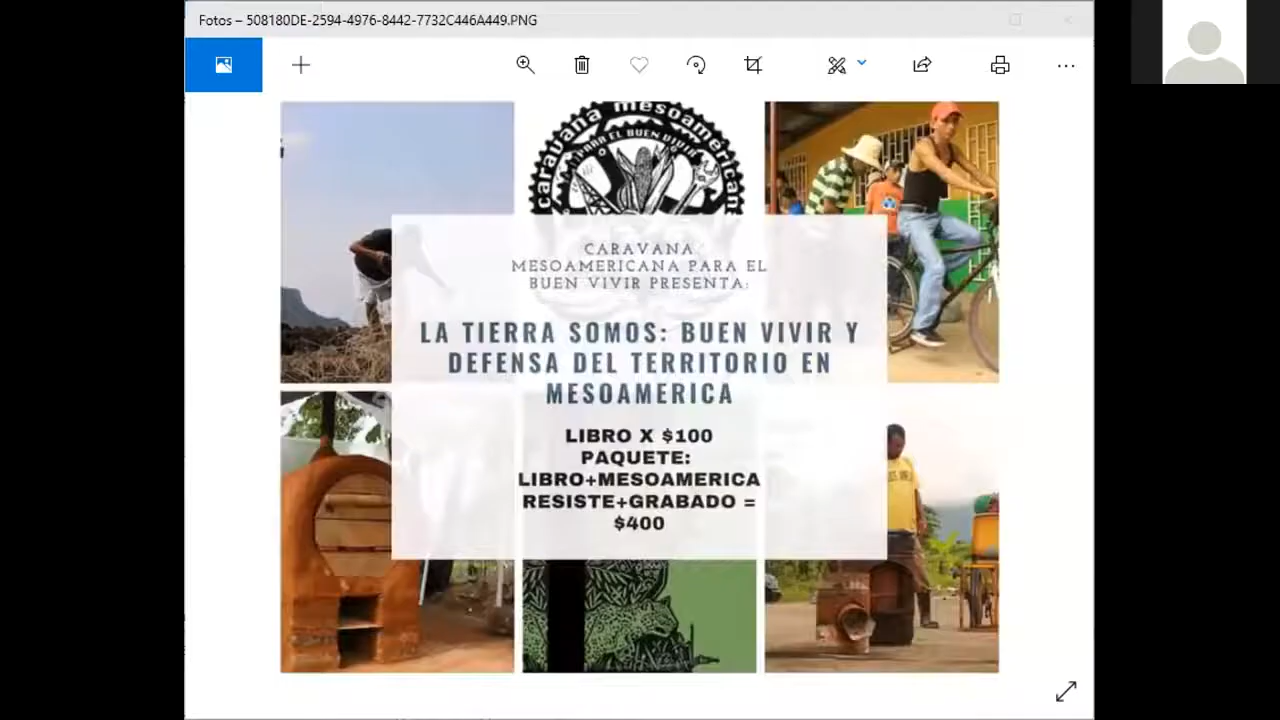 Fotos – 508180DE-2594-4976-8442-7732C446A449.PNG
caravana mesoamericana
PARA EL BUEN VIVIR
CARAVANA
MESOAMERICANA PARA EL
BUEN VIVIR PRESENTA:
LA TIERRA SOMOS: BUEN VIVIR Y
DEFENSA DEL TERRITORIO EN
MESOAMERICA
LIBRO X $100
PAQUETE:
LIBRO+MESOAMERICA
RESISTE+GRABADO =
$400